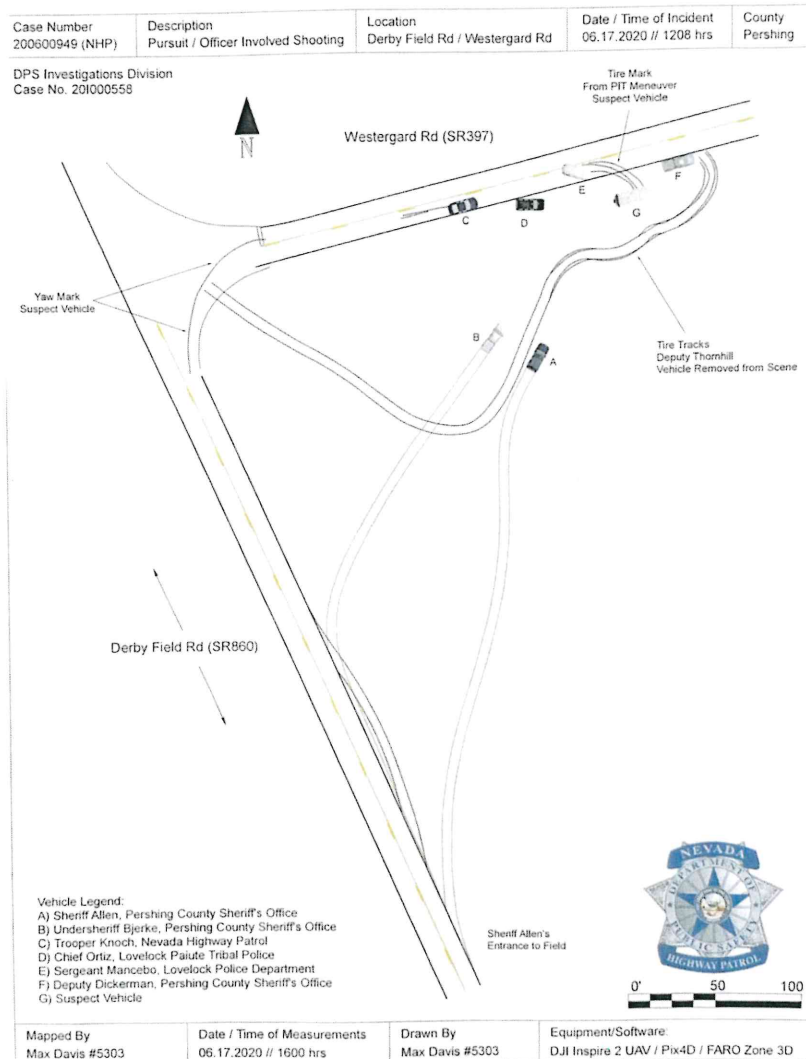 Case Number
200600949 (NHP)
Description
Pursuit / Officer Involved Shooting
Location
Derby Field Rd / Westergard Rd
Date / Time of Incident
06.17.2020 // 1208 hrs
County
Pershing
DPS Investigations Division
Case No. 20I000558
N
Westergard Rd (SR397)
Tire Mark
From PIT Meneuver
Suspect Vehicle
E
F
G
C
D
Yaw Mark
Suspect Vehicle
B
A
Tire Tracks
Deputy Thornhill
Vehicle Removed from Scene
Derby Field Rd (SR860)
Vehicle Legend:
A) Sheriff Allen, Pershing County Sheriff's Office
B) Undersheriff Bjerke, Pershing County Sheriff's Office
C) Trooper Knoch, Nevada Highway Patrol
D) Chief Ortiz, Lovelock Paiute Tribal Police
E) Sergeant Mancebo, Lovelock Police Department
F) Deputy Dickerman, Pershing County Sheriff's Office
G) Suspect Vehicle
Sheriff Allen's
Entrance to Field
NEVADA
DEPARTMENT OF
PUBLIC SAFETY
HIGHWAY PATROL
0' 50 100
Mapped By
Max Davis #5303
Date / Time of Measurements
06.17.2020 // 1600 hrs
Drawn By
Max Davis #5303
Equipment/Software:
DJI Inspire 2 UAV / Pix4D / FARO Zone 3D